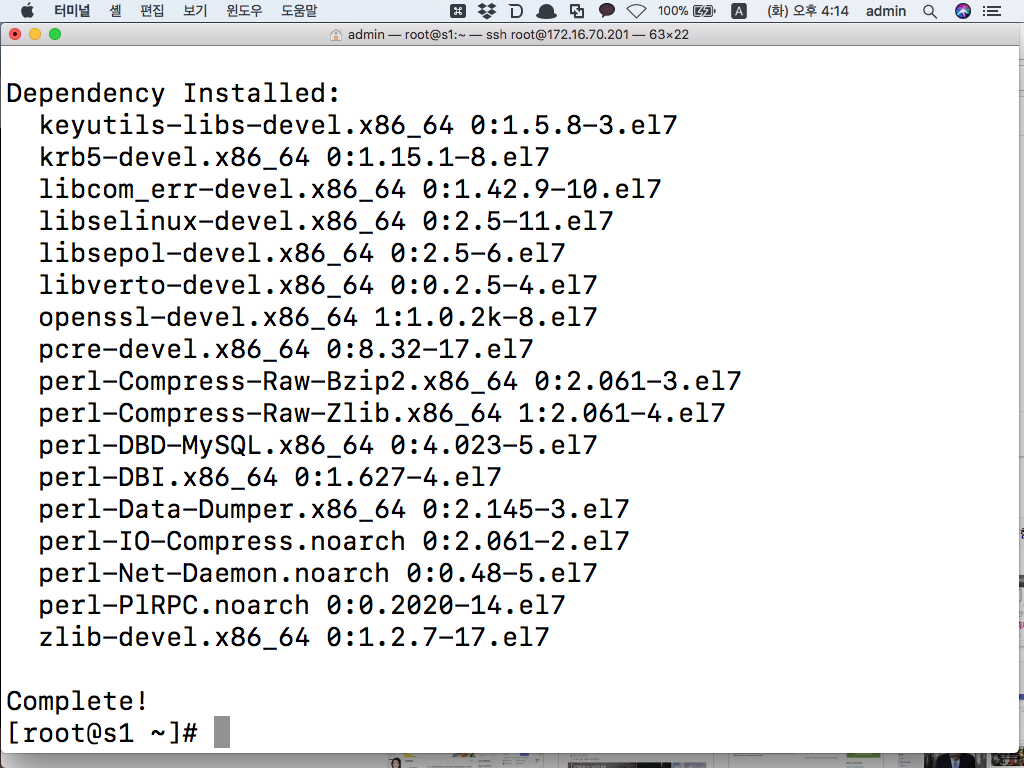 터미널 셸 편집 보기 윈도우 도움말 100% A (화) 오후 4:14 admin
admin — root@s1:~ — ssh root@172.16.70.201 — 63×22
Dependency Installed:
keyutils-libs-devel.x86_64 0:1.5.8-3.el7
krb5-devel.x86_64 0:1.15.1-8.el7
libcom_err-devel.x86_64 0:1.42.9-10.el7
libselinux-devel.x86_64 0:2.5-11.el7
libsepol-devel.x86_64 0:2.5-6.el7
libverto-devel.x86_64 0:0.2.5-4.el7
openssl-devel.x86_64 1:1.0.2k-8.el7
pcre-devel.x86_64 0:8.32-17.el7
perl-Compress-Raw-Bzip2.x86_64 0:2.061-3.el7
perl-Compress-Raw-Zlib.x86_64 1:2.061-4.el7
perl-DBD-MySQL.x86_64 0:4.023-5.el7
perl-DBI.x86_64 0:1.627-4.el7
perl-Data-Dumper.x86_64 0:2.145-3.el7
perl-IO-Compress.noarch 0:2.061-2.el7
perl-Net-Daemon.noarch 0:0.48-5.el7
perl-PlRPC.noarch 0:0.2020-14.el7
zlib-devel.x86_64 0:1.2.7-17.el7
Complete!
[root@s1 ~]#